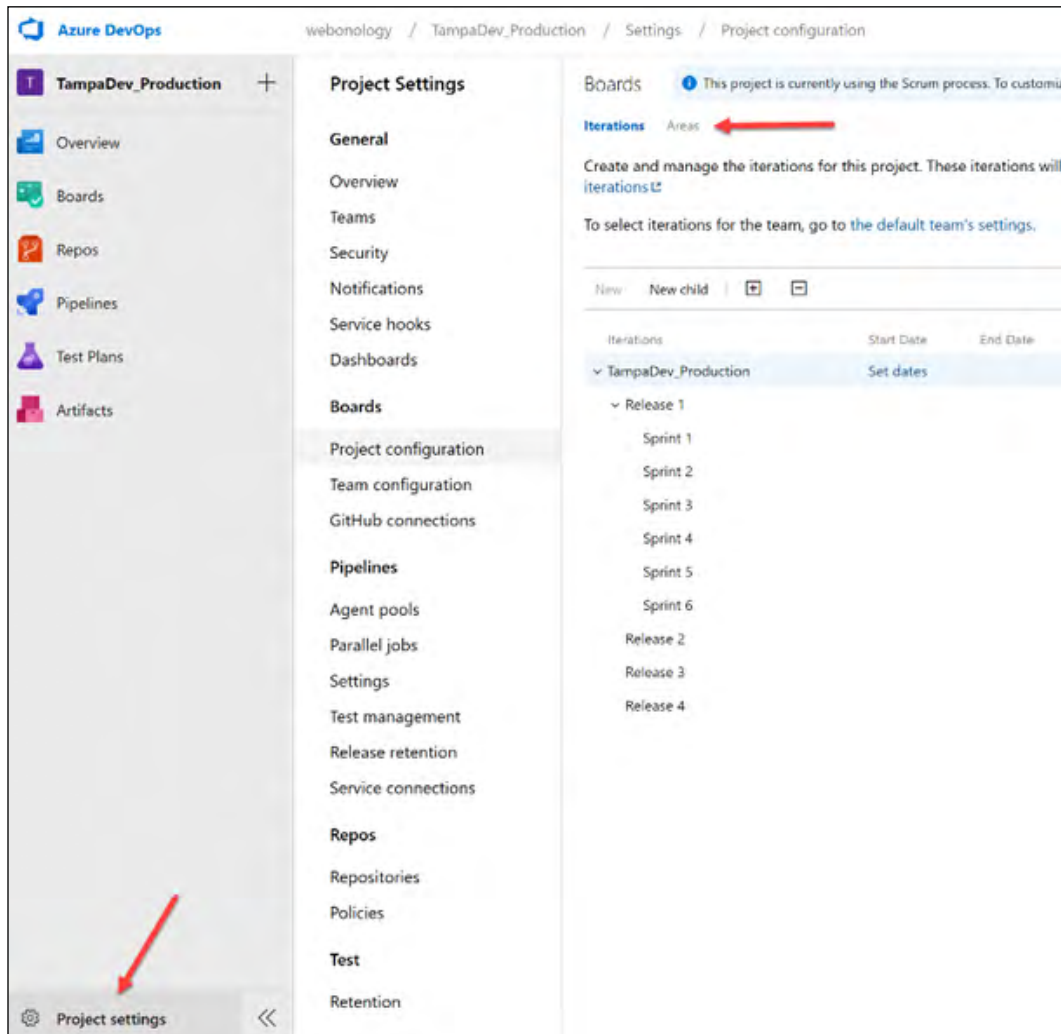 Azure DevOps
webonology / TampaDev_Production / Settings / Project configuration
T TampaDev_Production +
Overview
Boards
Repos
Pipelines
Test Plans
Artifacts
Project settings
Project Settings
General
Overview
Teams
Security
Notifications
Service hooks
Dashboards
Boards
Project configuration
Team configuration
GitHub connections
Pipelines
Agent pools
Parallel jobs
Settings
Test management
Release retention
Service connections
Repos
Repositories
Policies
Test
Retention
Boards This project is currently using the Scrum process. To customi
Iterations Areas
Create and manage the iterations for this project. These iterations will
iterations
To select iterations for the team, go to the default team's settings.
New New child
Iterations Start Date End Date
TampaDev_Production Set dates
Release 1
Sprint 1
Sprint 2
Sprint 3
Sprint 4
Sprint 5
Sprint 6
Release 2
Release 3
Release 4